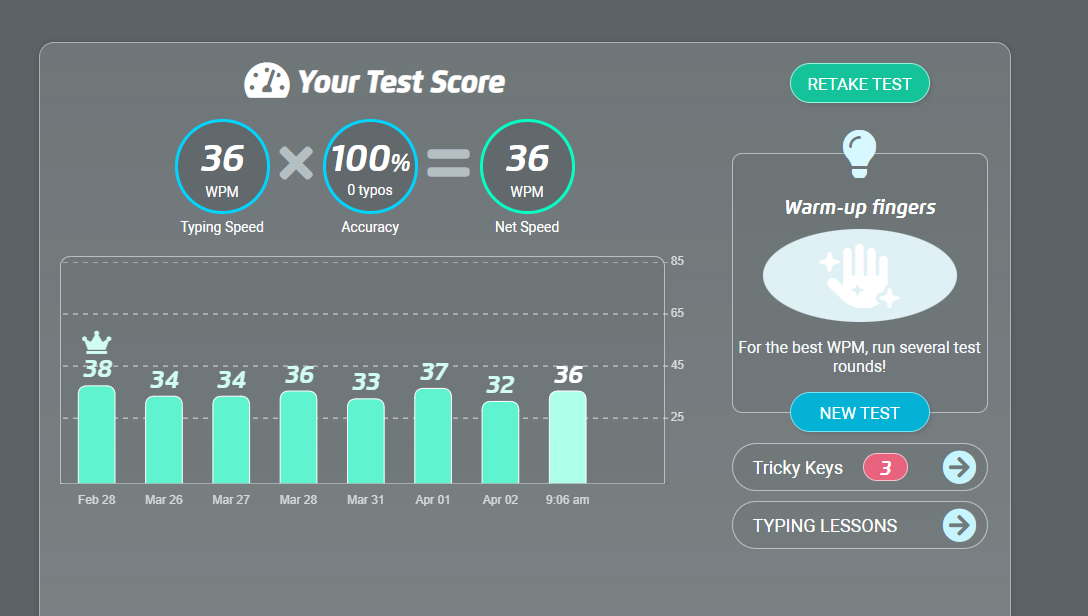 Your Test Score
RETAKE TEST
36
WPM
Typing Speed
100%
0 typos
Accuracy
36
WPM
Net Speed
85
65
45
25
38
34
34
36
33
37
32
36
Feb 28
Mar 26
Mar 27
Mar 28
Mar 31
Apr 01
Apr 02
9:06 am
Warm-up fingers
For the best WPM, run several test
rounds!
NEW TEST
Tricky Keys 3
TYPING LESSONS